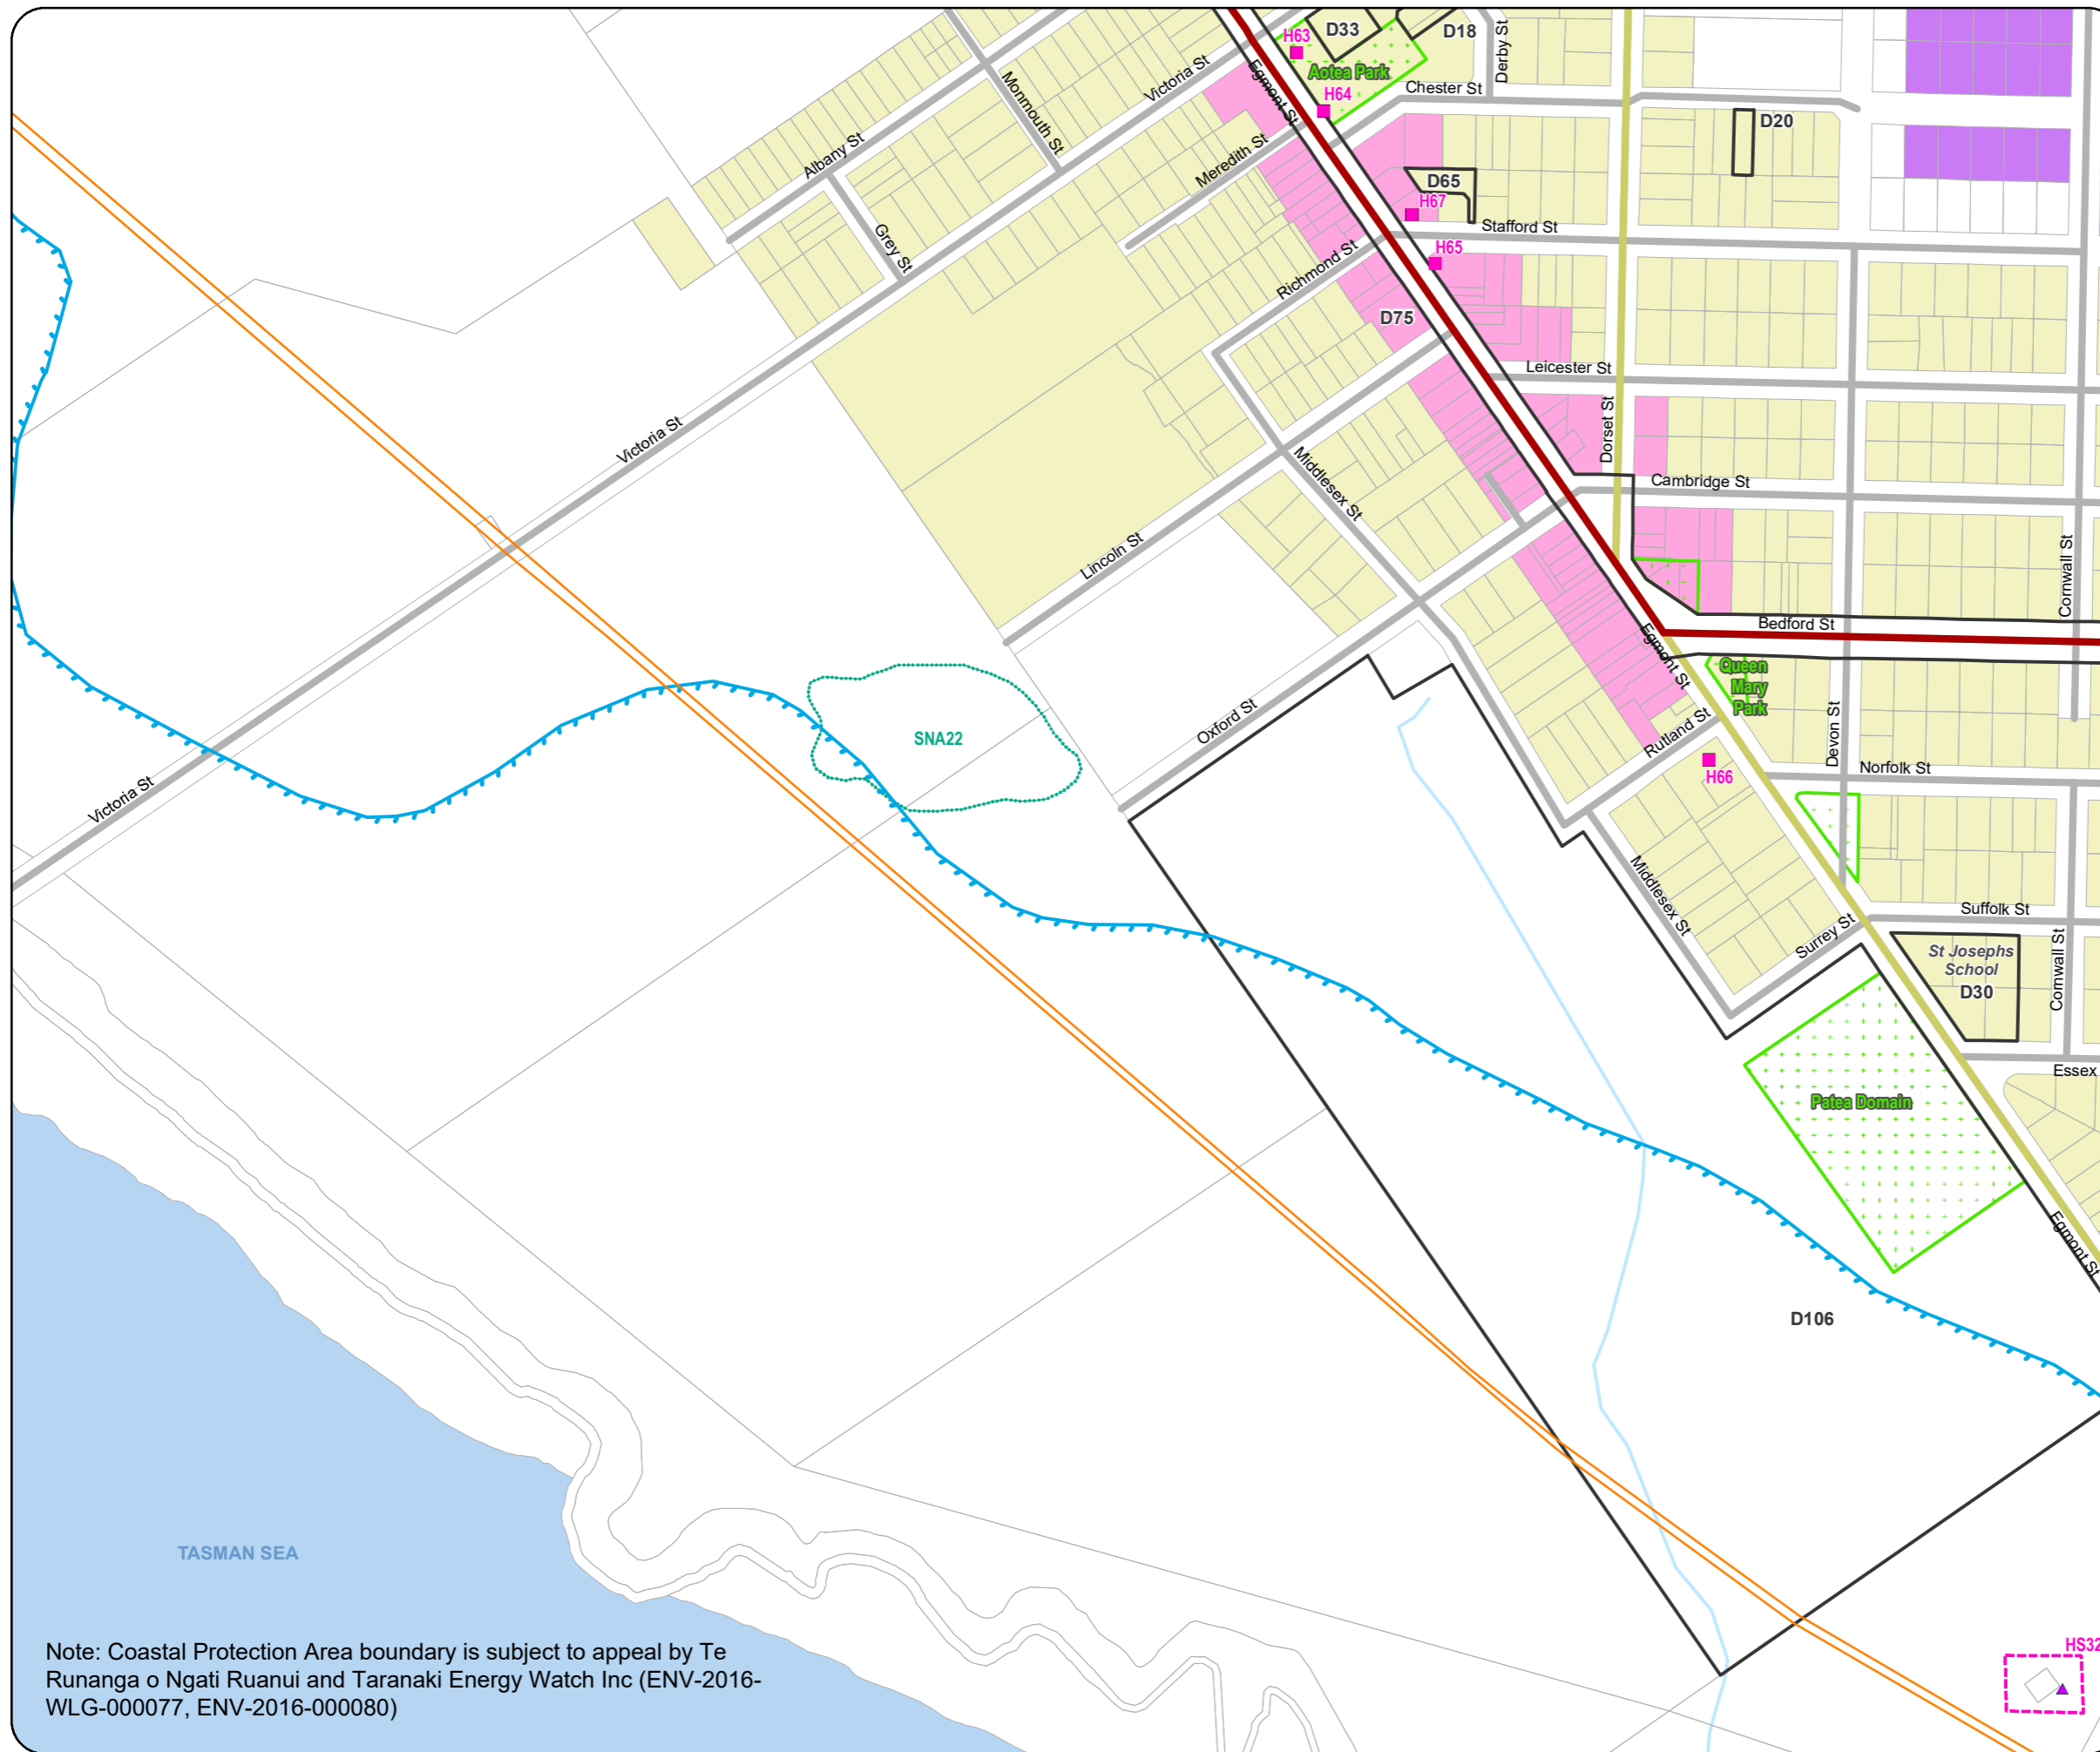 D33
D18
H63
Derby St
Aotea Park
Egmont St
Victoria St
Monmouth St
H64
Chester St
D20
Albany St
Meredith St
D65
H67
Stafford St
Grey St
H65
Richmond St
D75
Leicester St
Dorset St
Victoria St
Middlesex St
Cambridge St
Lincoln St
Cornwall St
Bedford St
Egmont St
Queen
Mary
Park
Oxford St
Rutland St
Devon St
SNA22
H66
Norfolk St
Victoria St
Middlesex St
Suffolk St
Surrey St
St Josephs
School
D30
Cornwall St
Essex
Patea Domain
Egmont St
D106
TASMAN SEA
HS32
Note: Coastal Protection Area boundary is subject to appeal by Te
Runanga o Ngati Ruanui and Taranaki Energy Watch Inc (ENV-2016-
WLG-000077, ENV-2016-000080)